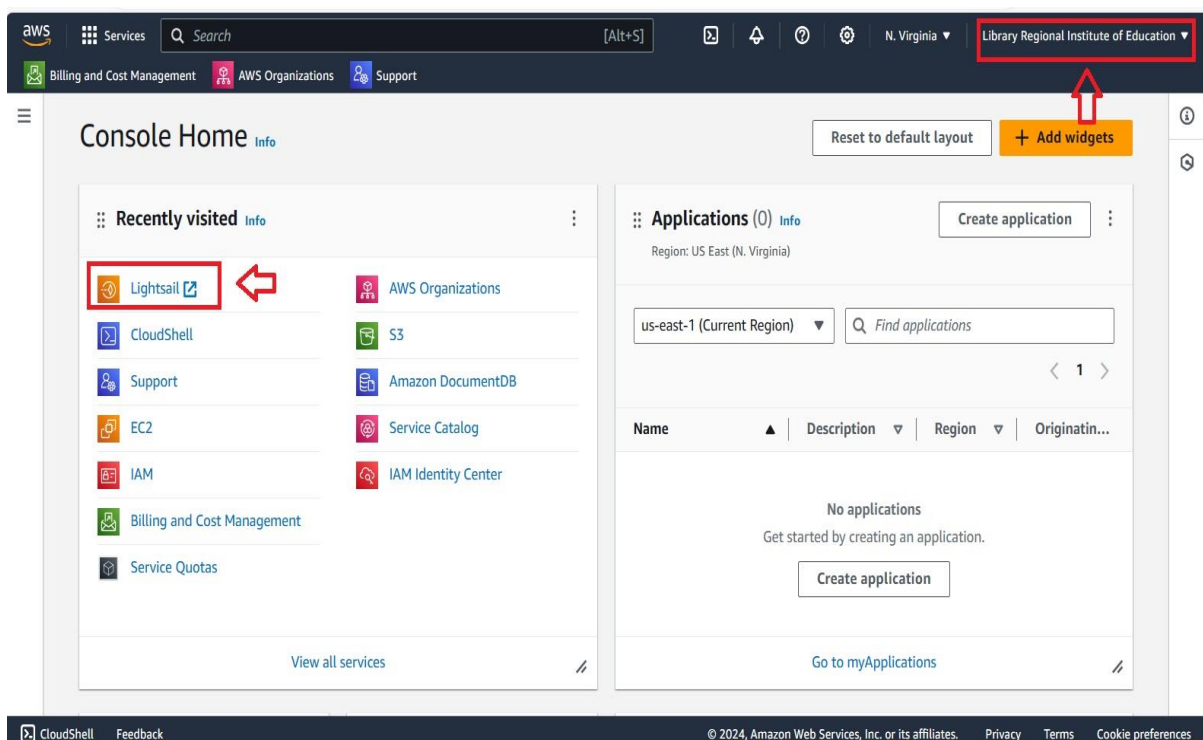 aws Services Search [Alt+S] N. Virginia ▼ Library Regional Institute of Education ▼
Billing and Cost Management AWS Organizations Support
Console Home Info
Reset to default layout
+ Add widgets
Recently visited Info
Lightsail
CloudShell
Support
EC2
IAM
Billing and Cost Management
Service Quotas
AWS Organizations
S3
Amazon DocumentDB
Service Catalog
IAM Identity Center
View all services
Applications (0) Info
Create application
Region: US East (N. Virginia)
us-east-1 (Current Region) ▼ Find applications
< 1 >
Name ▲ Description ▽ Region ▽ Originatin...
No applications
Get started by creating an application.
Create application
Go to myApplications
CloudShell Feedback © 2024, Amazon Web Services, Inc. or its affiliates. Privacy Terms Cookie preferences